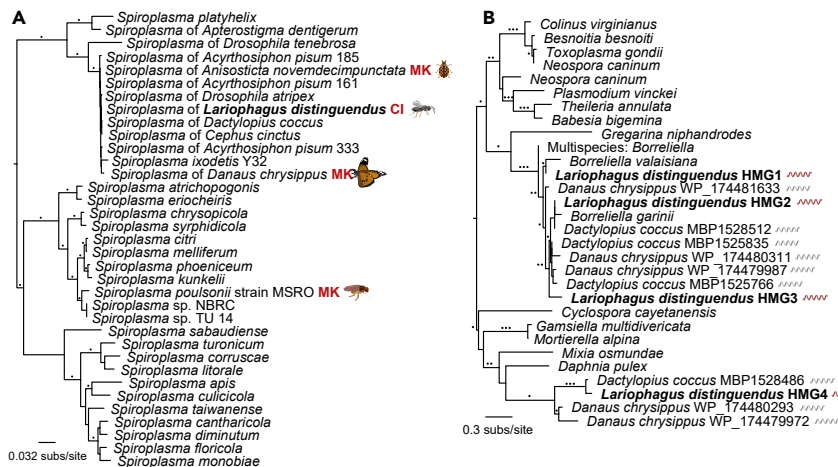 A
Spiroplasma platyhelix
Spiroplasma of Apterostigma dentigerum
Spiroplasma of Drosophila tenebrosa
Spiroplasma of Acyrthosiphon pisum 185
Spiroplasma of Anisosticta novemdecimpunctata MK
Spiroplasma of Acyrthosiphon pisum 161
Spiroplasma of Drosophila atripex
Spiroplasma of Lariophagus distinguendus CI
Spiroplasma of Dactylopius coccus
Spiroplasma of Cephus cinctus
Spiroplasma of Acyrthosiphon pisum 333
Spiroplasma ixodetis Y32
Spiroplasma of Danaus chrysippus MK
Spiroplasma atrichopogonis
Spiroplasma eriocheiris
Spiroplasma chrysopicola
Spiroplasma syrphidicola
Spiroplasma citri
Spiroplasma melliferum
Spiroplasma phoeniceum
Spiroplasma kunkelii
Spiroplasma poulsonii strain MSRO MK
Spiroplasma sp. NBRC
Spiroplasma sp. TU 14
Spiroplasma sabaudiense
Spiroplasma turonicum
Spiroplasma corruscae
Spiroplasma litorale
Spiroplasma apis
Spiroplasma culicicola
Spiroplasma taiwanense
Spiroplasma cantharicola
Spiroplasma diminutum
Spiroplasma floricola
Spiroplasma monobiae
0.032 subs/site
B
Colinus virginianus
Besnoitia besnoiti
Toxoplasma gondii
Neospora caninum
Neospora caninum
Plasmodium vinckei
Theileria annulata
Babesia bigemina
Gregarina niphandrodes
Multispecies: Borreliella
Borreliella valaisiana
Lariophagus distinguendus HMG1
Danaus chrysippus WP_174481633
Lariophagus distinguendus HMG2
Borreliella garinii
Dactylopius coccus MBP1528512
Dactylopius coccus MBP1525835
Danaus chrysippus WP_174480311
Danaus chrysippus WP_174479987
Dactylopius coccus MBP1525766
Lariophagus distinguendus HMG3
Cyclospora cayetanensis
Gamsiella multidivericata
Mortierella alpina
Mixia osmundae
Daphnia pulex
Dactylopius coccus MBP1528486
Lariophagus distinguendus HMG4
Danaus chrysippus WP_174480293
Danaus chrysippus WP_174479972
0.3 subs/site